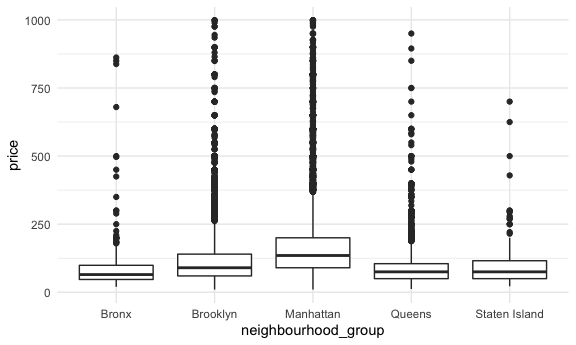 1000
750
500
250
0
price
Bronx Brooklyn Manhattan Queens Staten Island
neighbourhood_group